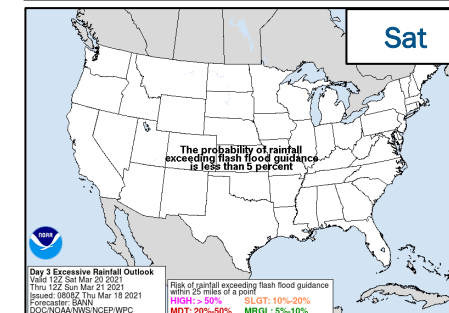 Sat
The probability of rainfall
exceeding flash flood guidance
is less than 5 percent
NOAA
Day 3 Excessive Rainfall Outlook
Valid 12Z Sat Mar 20 2021
Thru 12Z Sun Mar 21 2021
Issued: 0808Z Thu Mar 18 2021
Forecaster: BANN
DOC/NOAA/NWS/NCEP/WPC
Risk of rainfall exceeding flash flood guidance
within 25 miles of a point
HIGH: > 50% SLGT: 10%-20%
MDT: 20%-50% MRGL: 5%-10%